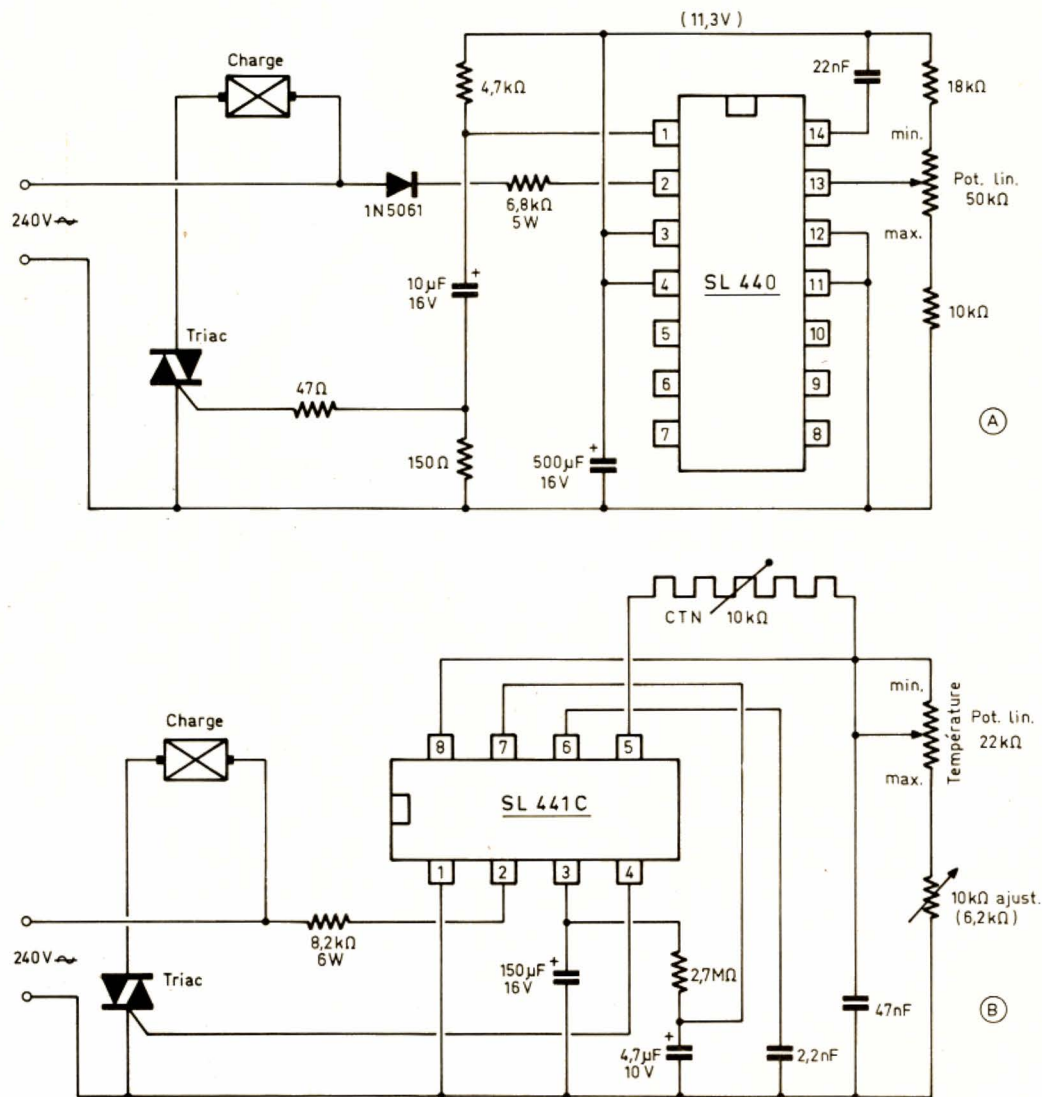 (11,3V)
Charge
4,7kΩ
22nF
18kΩ
min.
1
14
1N5061
6,8kΩ
5W
2
13
Pot. lin.
50kΩ
240V~
max.
3
12
10µF
16V
+
4
SL 440
11
10kΩ
Triac
5
10
47Ω
6
9
A
7
8
150Ω
500µF
16V
+
CTN
10kΩ
min.
Température
Pot. lin.
22kΩ
max.
Charge
8
7
6
5
SL 441C
1
2
3
4
10kΩ ajust.
(6,2kΩ)
8,2kΩ
6W
240V~
Triac
150µF
16V
+
2,7MΩ
47nF
B
4,7µF
10V
+
2,2nF